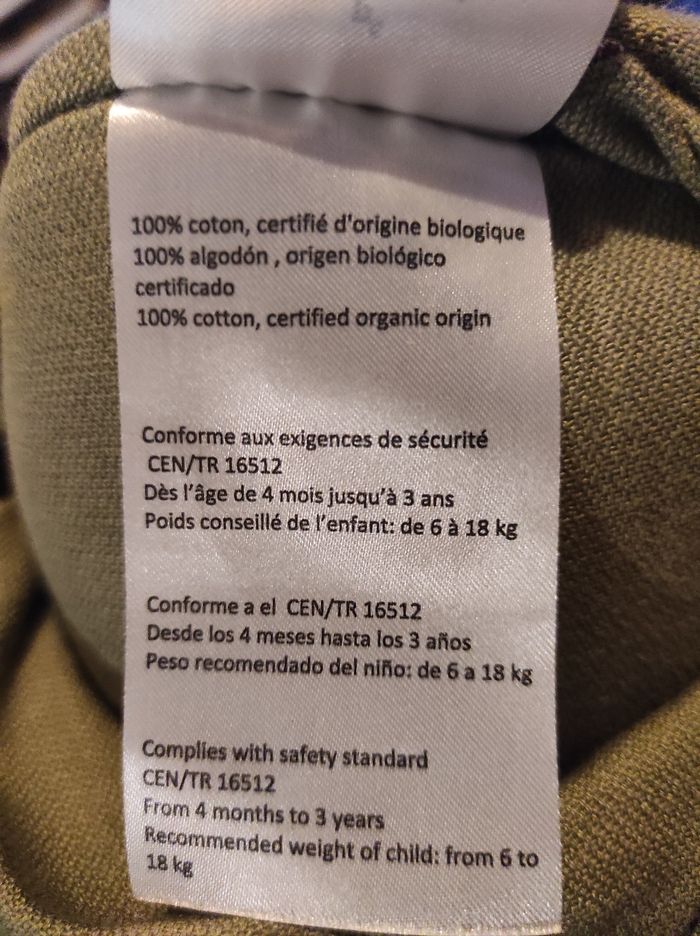 100% coton, certifié d'origine biologique
100% algodón , origen biológico
certificado
100% cotton, certified organic origin
Conforme aux exigences de sécurité
CEN/TR 16512
Dès l'âge de 4 mois jusqu'à 3 ans
Poids conseillé de l'enfant: de 6 à 18 kg
Conforme a el CEN/TR 16512
Desde los 4 meses hasta los 3 años
Peso recomendado del niño: de 6 a 18 kg
Complies with safety standard
CEN/TR 16512
From 4 months to 3 years
Recommended weight of child: from 6 to
18 kg